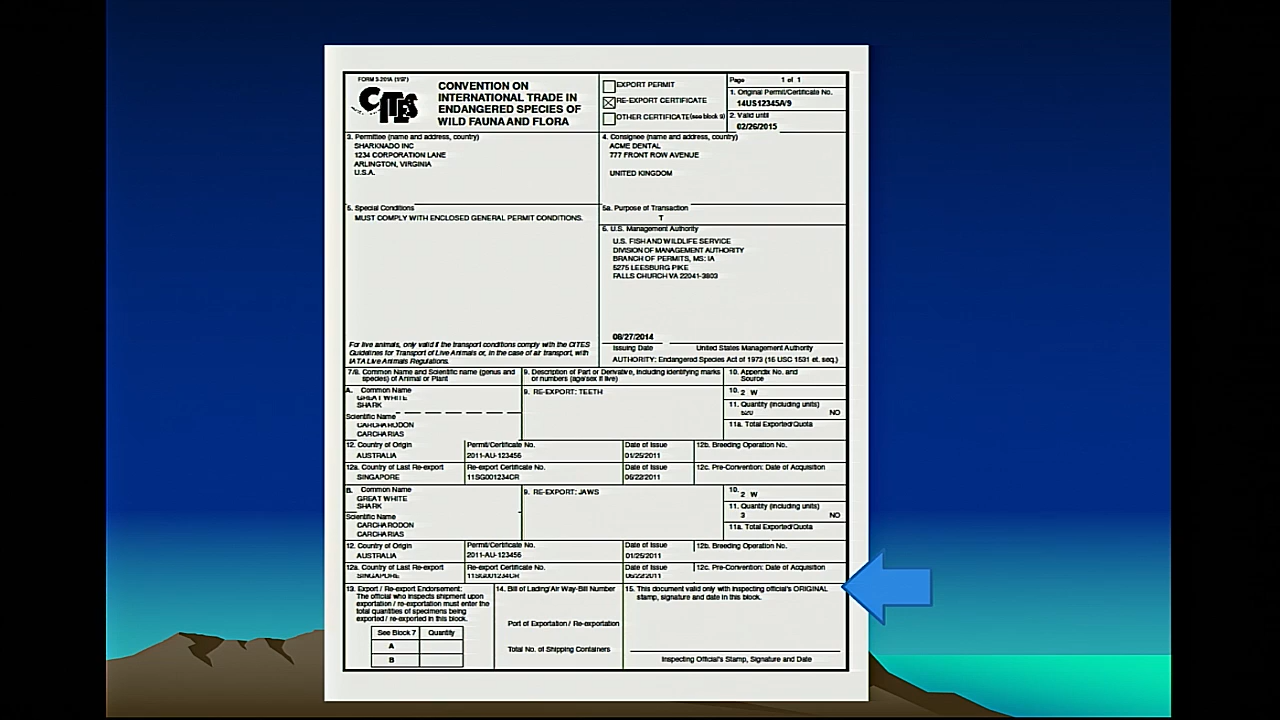 FORM 3-201A (1/97)
CITES
CONVENTION ON
INTERNATIONAL TRADE IN
ENDANGERED SPECIES OF
WILD FAUNA AND FLORA
EXPORT PERMIT
RE-EXPORT CERTIFICATE
OTHER CERTIFICATE(see block 9)
Page 1 of 1
1. Original Permit/Certificate No.
14US12345A/9
2. Valid until
02/26/2015
3. Permittee (name and address, country)
SHARKNADO INC
1234 CORPORATION LANE
ARLINGTON, VIRGINIA
U.S.A.
4. Consignee (name and address, country)
ACME DENTAL
777 FRONT ROW AVENUE
UNITED KINGDOM
5. Special Conditions
MUST COMPLY WITH ENCLOSED GENERAL PERMIT CONDITIONS.
For live animals, only valid if the transport conditions comply with the CITES
Guidelines for Transport of Live Animals or, in the case of air transport, with
IATA Live Animals Regulations.
5a. Purpose of Transaction
T
6. U.S. Management Authority
U.S. FISH AND WILDLIFE SERVICE
DIVISION OF MANAGEMENT AUTHORITY
BRANCH OF PERMITS, MS: IA
5275 LEESBURG PIKE
FALLS CHURCH VA 22041-3803
08/27/2014
Issuing Date United States Management Authority
AUTHORITY: Endangered Species Act of 1973 (16 USC 1531 et. seq.)
7/8. Common Name and Scientific name (genus and
species) of Animal or Plant
9. Description of Part or Derivative, including identifying marks
or numbers (age/sex if live)
10. Appendix No. and
Source
A. Common Name
GREAT WHITE
SHARK
Scientific Name
CARCHARODON
CARCHARIAS
9. RE-EXPORT: TEETH
10. 2 W
11. Quantity (including units)
520 NO
11a. Total Exported/Quota
12. Country of Origin
AUSTRALIA
Permit/Certificate No.
2011-AU-123456
Date of Issue
01/25/2011
12b. Breeding Operation No.
12a. Country of Last Re-export
SINGAPORE
Re-export Certificate No.
11SG001234CR
Date of Issue
06/22/2011
12c. Pre-Convention: Date of Acquisition
B. Common Name
GREAT WHITE
SHARK
Scientific Name
CARCHARODON
CARCHARIAS
9. RE-EXPORT: JAWS
10. 2 W
11. Quantity (including units)
3 NO
11a. Total Exported/Quota
12. Country of Origin
AUSTRALIA
Permit/Certificate No.
2011-AU-123456
Date of Issue
01/25/2011
12b. Breeding Operation No.
12a. Country of Last Re-export
SINGAPORE
Re-export Certificate No.
11SG001234CR
Date of Issue
06/22/2011
12c. Pre-Convention: Date of Acquisition
13. Export / Re-export Endorsement:
The official who inspects shipment upon
exportation / re-exportation must enter the
total quantities of specimens being
exported / re-exported in this block.
See Block 7 Quantity
A
B
14. Bill of Lading/Air Way-Bill Number
Port of Exportation / Re-exportation
Total No. of Shipping Containers
15. This document valid only with inspecting official's ORIGINAL
stamp, signature and date in this block.
Inspecting Official's Stamp, Signature and Date